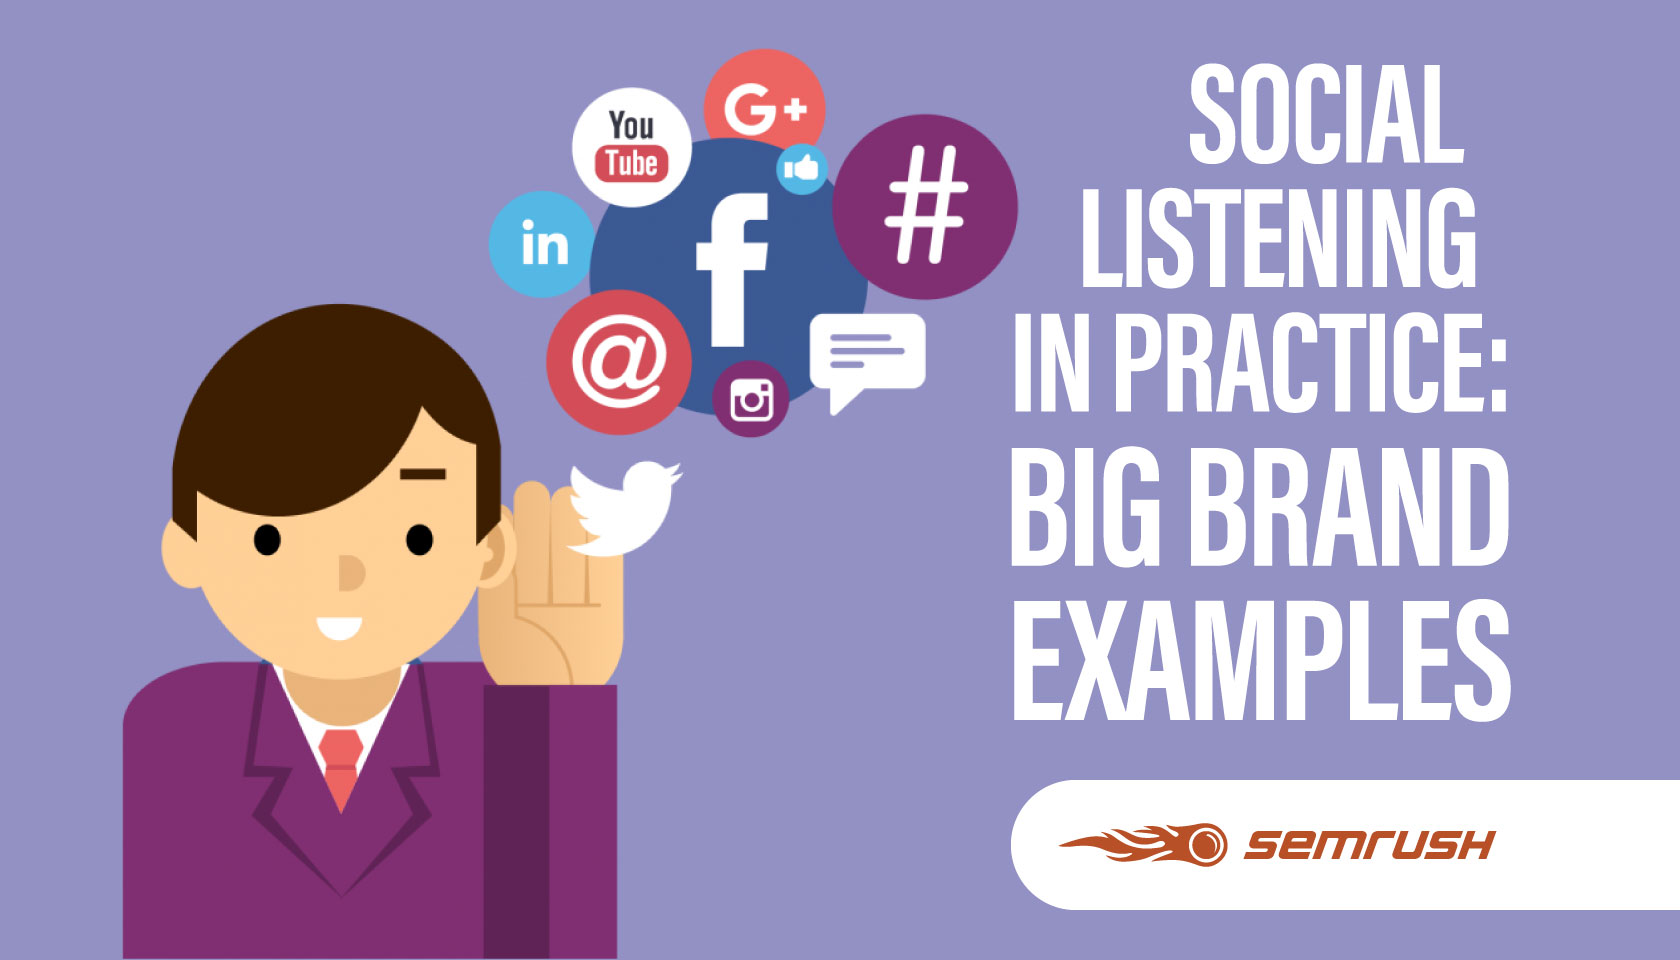 You
Tube
G+
#
in
f
@
SOCIAL
LISTENING
IN PRACTICE:
BIG BRAND
EXAMPLES
semrush